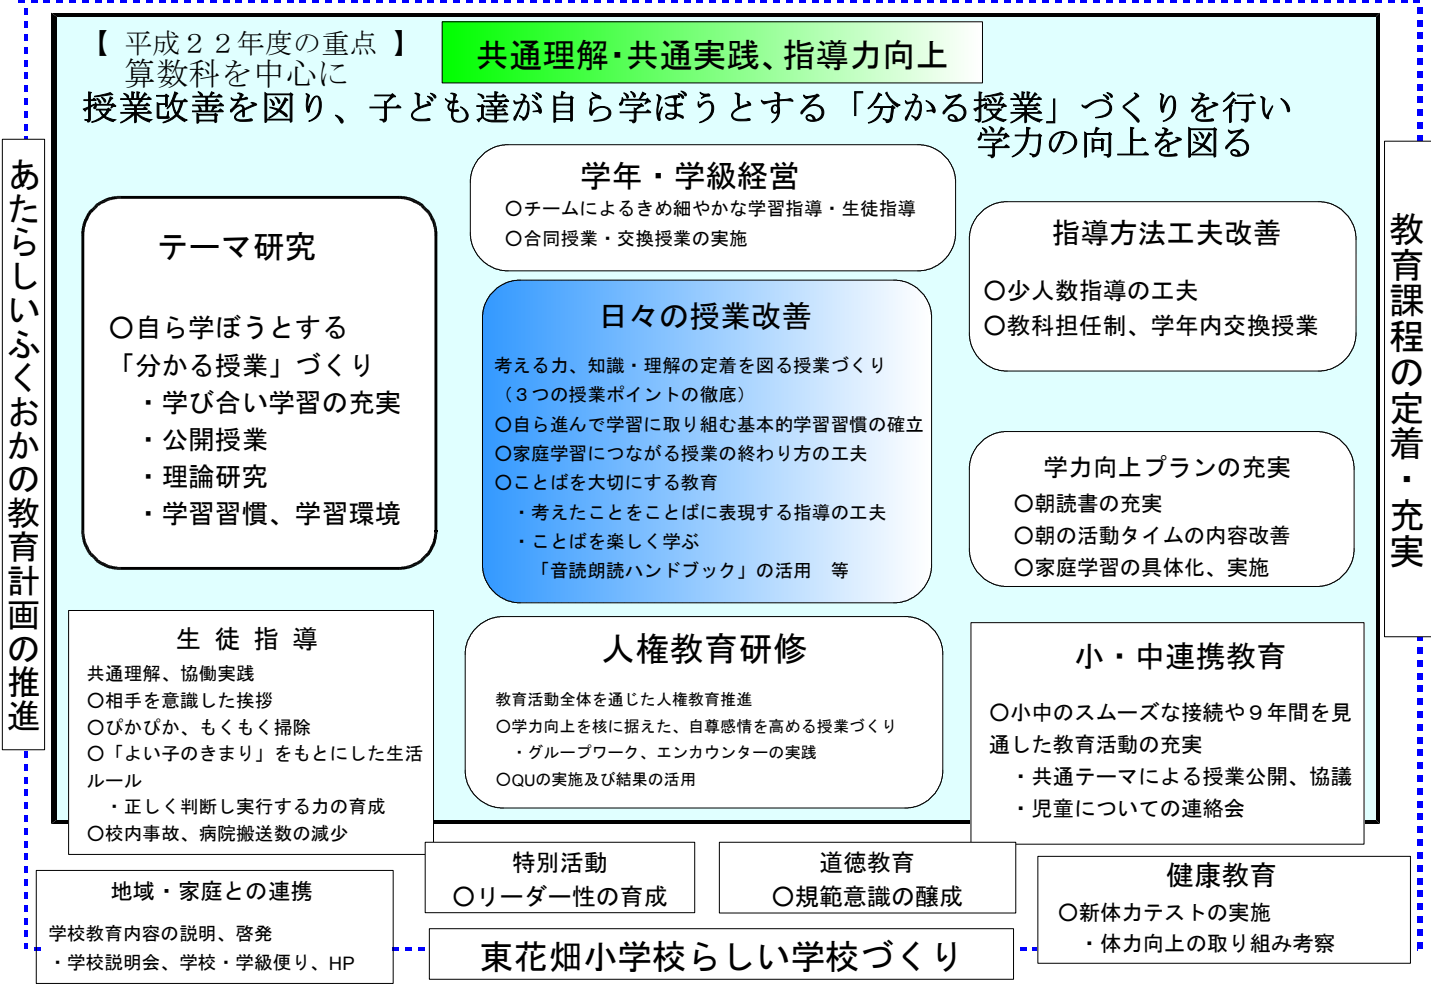 【 平成２２年度の重点 】
算数科を中心に
共通理解・共通実践、指導力向上
授業改善を図り、子ども達が自ら学ぼうとする「分かる授業」づくりを行い
学力の向上を図る
あたらしいふくおかの教育計画の推進
教育課程の定着・充実
テーマ研究
〇自ら学ぼうとする
「分かる授業」づくり
・学び合い学習の充実
・公開授業
・理論研究
・学習習慣、学習環境
学年・学級経営
〇チームによるきめ細やかな学習指導・生徒指導
〇合同授業・交換授業の実施
日々の授業改善
考える力、知識・理解の定着を図る授業づくり
（３つの授業ポイントの徹底）
〇自ら進んで学習に取り組む基本的学習習慣の確立
〇家庭学習につながる授業の終わり方の工夫
〇ことばを大切にする教育
・考えたことをことばに表現する指導の工夫
・ことばを楽しく学ぶ
「音読朗読ハンドブック」の活用　等
指導方法工夫改善
〇少人数指導の工夫
〇教科担任制、学年内交換授業
学力向上プランの充実
〇朝読書の充実
〇朝の活動タイムの内容改善
〇家庭学習の具体化、実施
生 徒 指 導
共通理解、協働実践
〇相手を意識した挨拶
〇ぴかぴか、もくもく掃除
〇「よい子のきまり」をもとにした生活
ルール
・正しく判断し実行する力の育成
〇校内事故、病院搬送数の減少
人権教育研修
教育活動全体を通じた人権教育推進
〇学力向上を核に据えた、自尊感情を高める授業づくり
・グループワーク、エンカウンターの実践
〇QUの実施及び結果の活用
小・中連携教育
〇小中のスムーズな接続や９年間を見
通した教育活動の充実
・共通テーマによる授業公開、協議
・児童についての連絡会
地域・家庭との連携
学校教育内容の説明、啓発
・学校説明会、学校・学級便り、HP
特別活動
〇リーダー性の育成
道徳教育
〇規範意識の醸成
健康教育
〇新体力テストの実施
・体力向上の取り組み考察
東花畑小学校らしい学校づくり